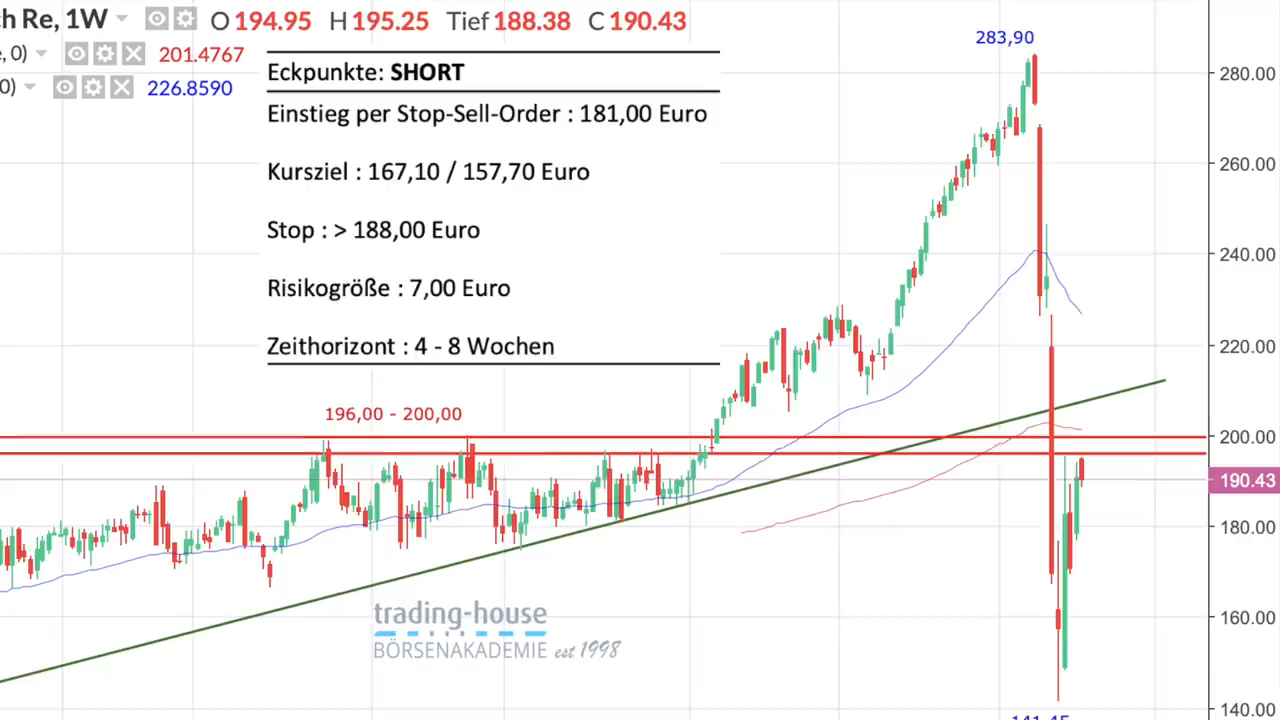 ch Re, 1W O 194.95 H 195.25 Tief 188.38 C 190.43
e, 0) 201.4767
0) 226.8590
Eckpunkte: SHORT
Einstieg per Stop-Sell-Order : 181,00 Euro
Kursziel : 167,10 / 157,70 Euro
Stop : > 188,00 Euro
Risikogröße : 7,00 Euro
Zeithorizont : 4 - 8 Wochen
283,90
196,00 - 200,00
280.00
260.00
240.00
220.00
200.00
190.43
180.00
160.00
140.00
trading-house
BÖRSENAKADEMIE est 1998
141,45